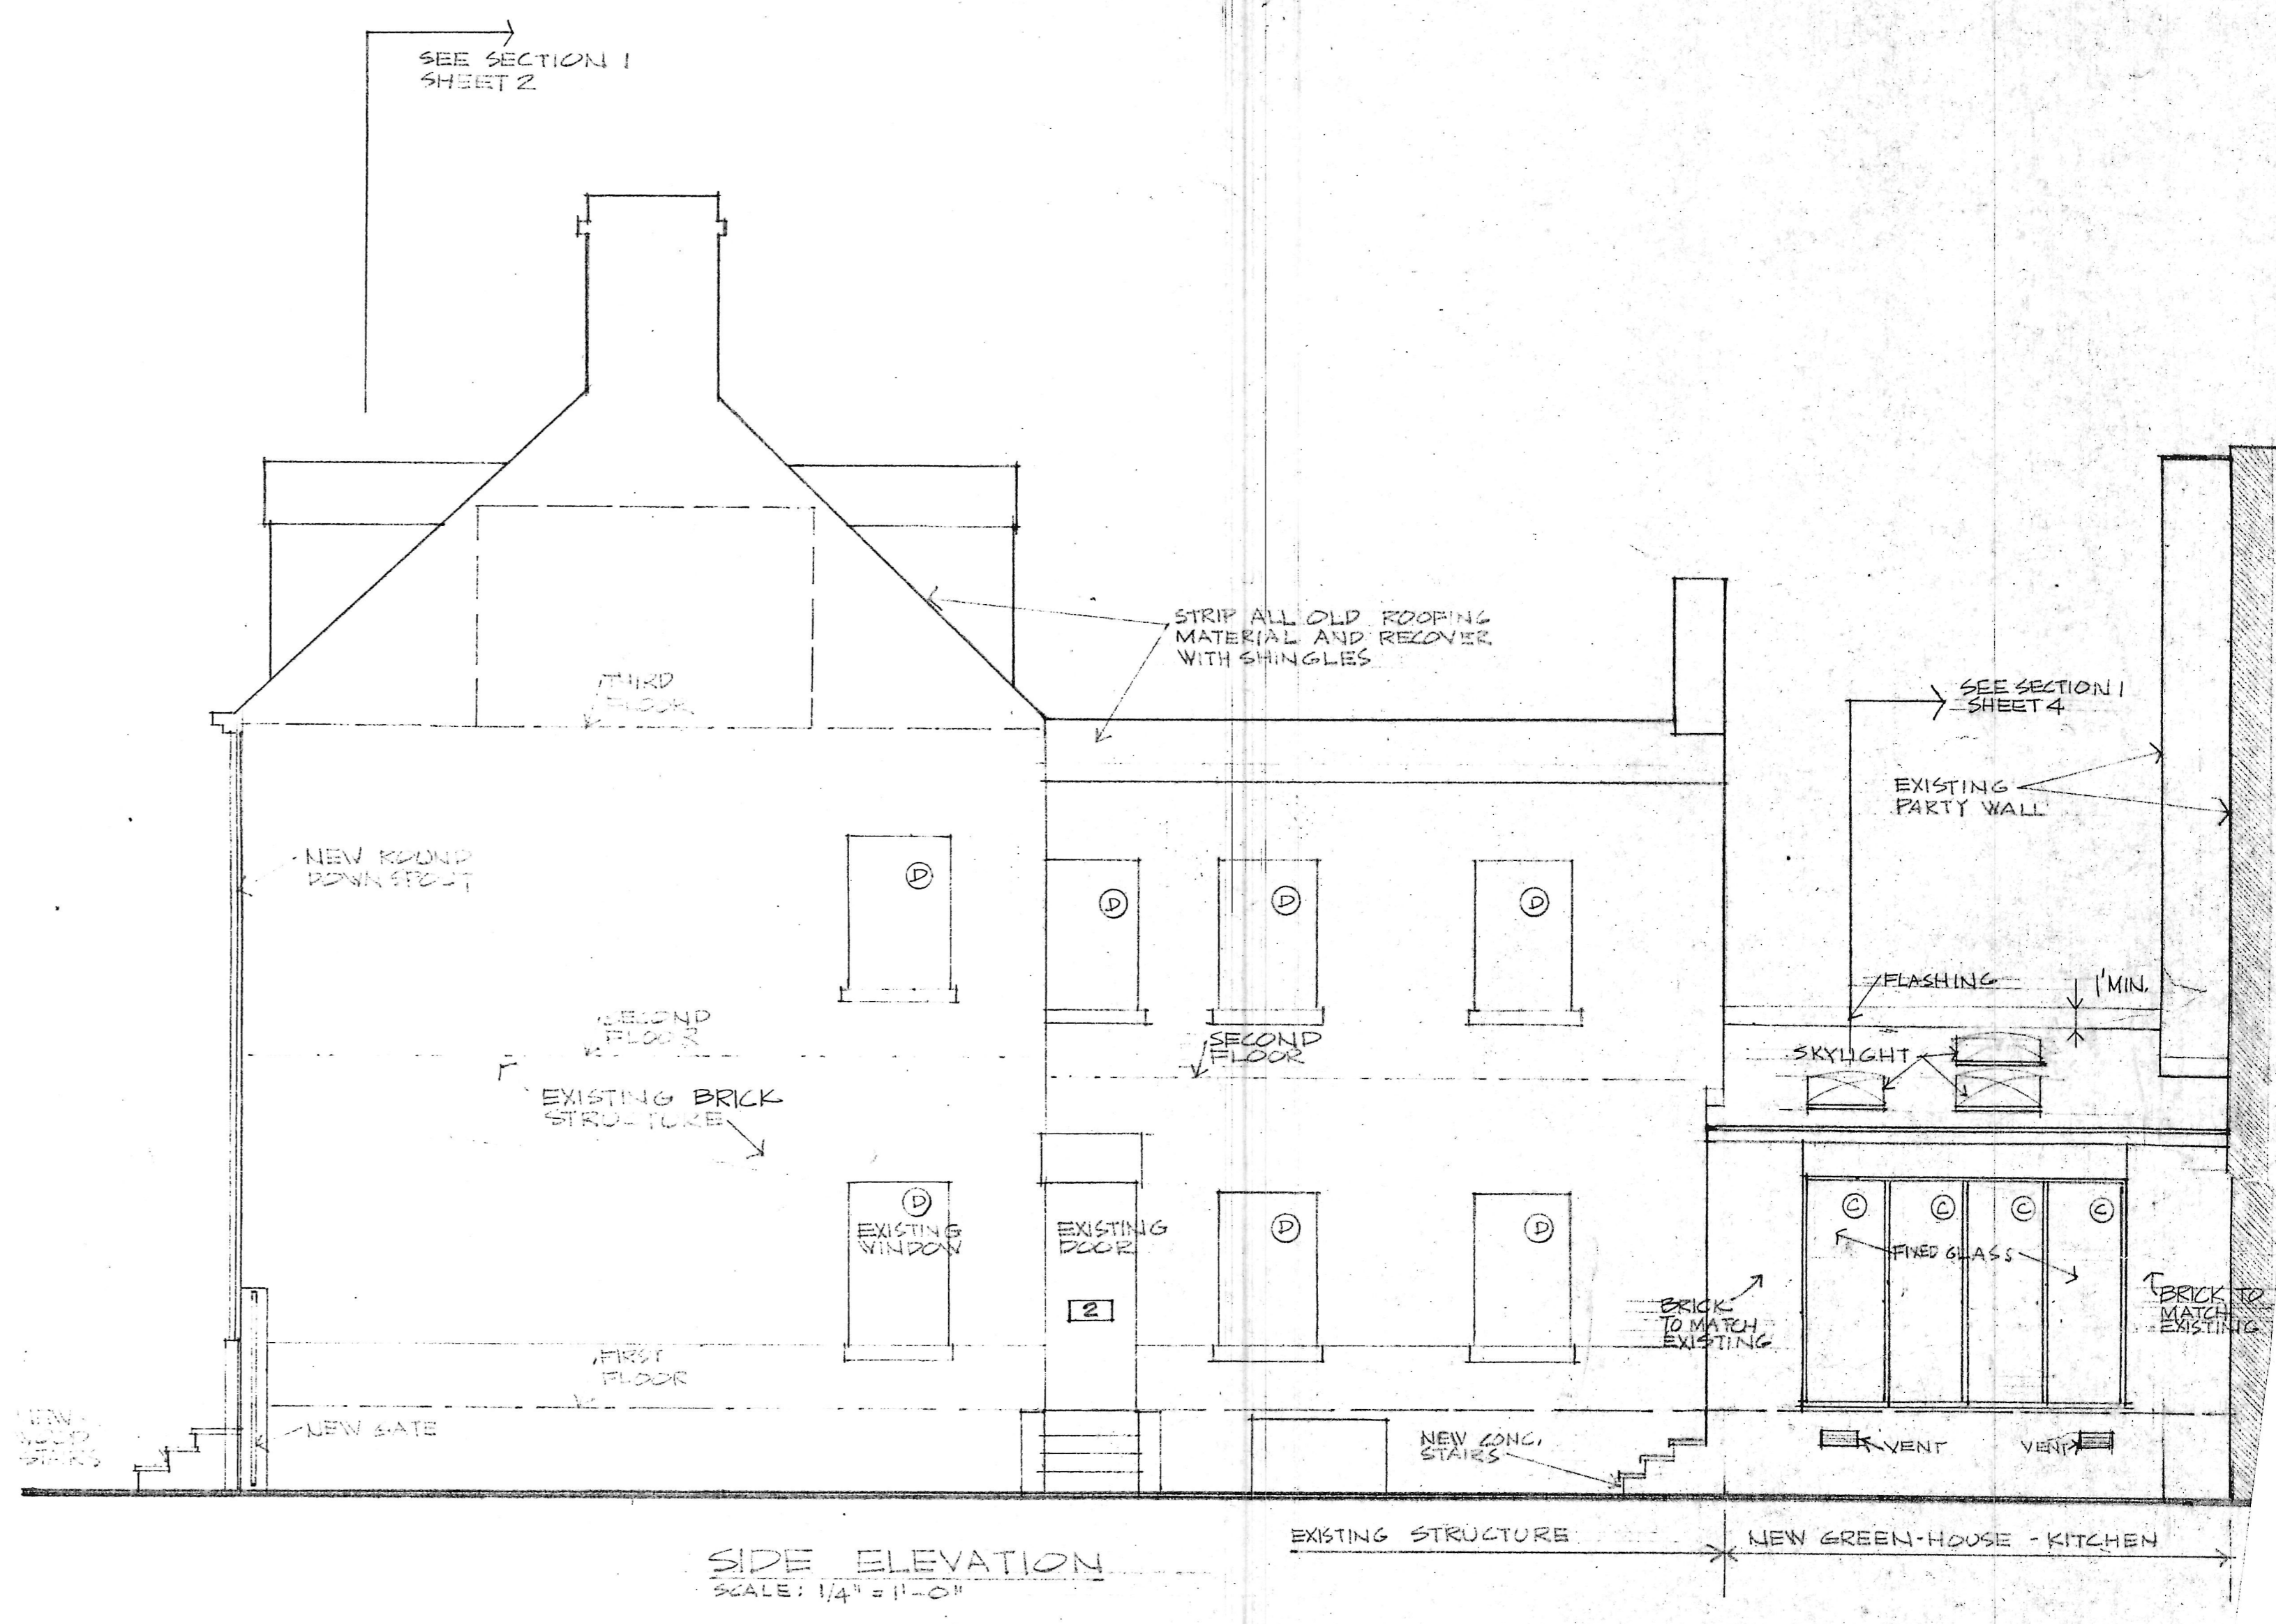 SEE SECTION 1
SHEET 2
STRIP ALL OLD ROOFING
MATERIAL AND RECOVER
WITH SHINGLES
THIRD
FLOOR
SEE SECTION 1
SHEET 4
EXISTING
PARTY WALL
NEW ROUND
DOWN SPOUT
D
D
D
D
FLASHING
1' MIN.
SECOND
FLOOR
SECOND
FLOOR
SKYLIGHT
EXISTING BRICK
STRUCTURE
D
EXISTING
WINDOW
EXISTING
DOOR
2
D
D
C
C
C
C
FIXED GLASS
BRICK
TO MATCH
EXISTING
BRICK TO
MATCH
EXISTING
FIRST
FLOOR
NEW
STAIRS
NEW GATE
NEW CONC.
STAIRS
VENT
VENT
EXISTING STRUCTURE
NEW GREEN-HOUSE - KITCHEN
SIDE ELEVATION
SCALE: 1/4" = 1'-0"